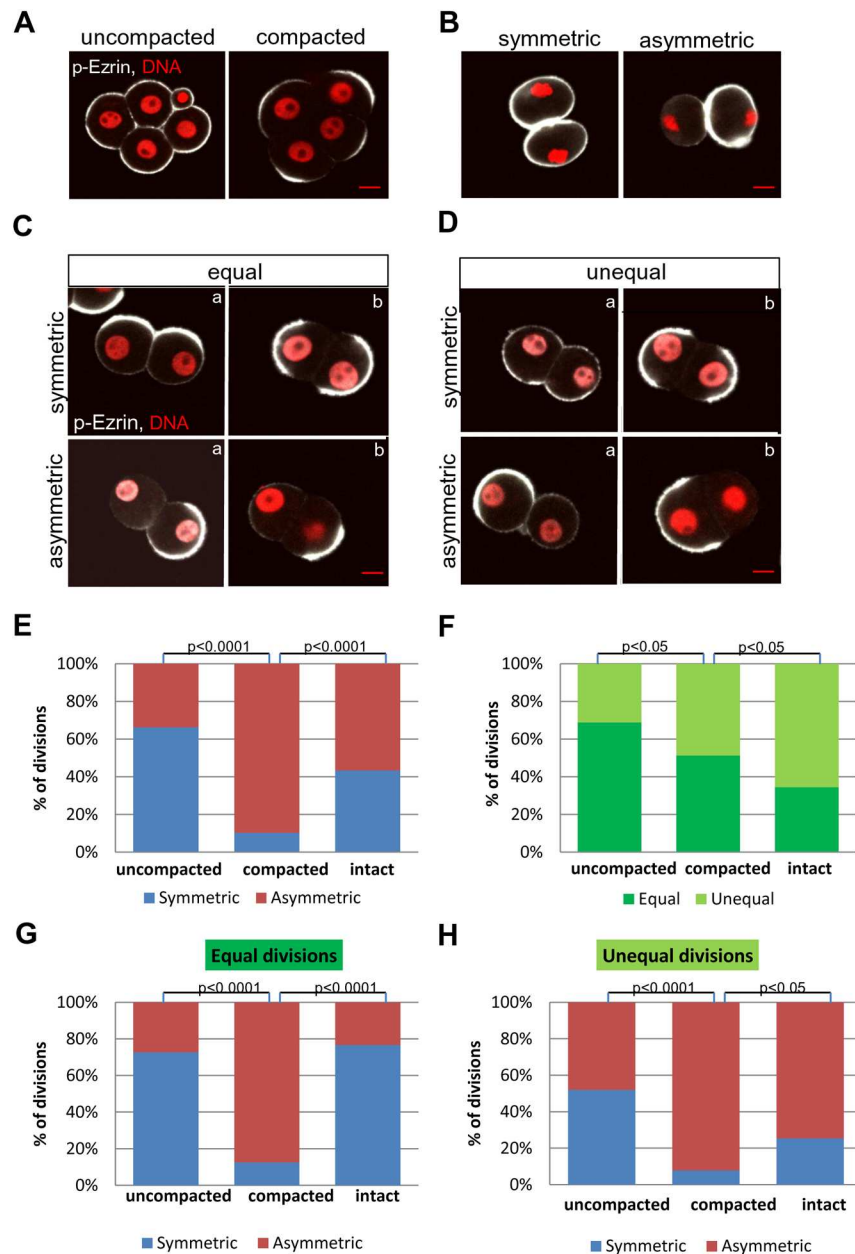 A
uncompacted compacted
p-Ezrin, DNA
B
symmetric asymmetric
C
equal
symmetric
a
b
p-Ezrin, DNA
asymmetric
a
b
D
unequal
symmetric
a
b
asymmetric
a
b
E
p<0.0001 p<0.0001
% of divisions
100%
80%
60%
40%
20%
0%
uncompacted compacted intact
Symmetric Asymmetric
F
p<0.05 p<0.05
% of divisions
100%
80%
60%
40%
20%
0%
uncompacted compacted intact
Equal Unequal
G
Equal divisions
p<0.0001 p<0.0001
% of divisions
100%
80%
60%
40%
20%
0%
uncompacted compacted intact
Symmetric Asymmetric
H
Unequal divisions
p<0.0001 p<0.05
% of divisions
100%
80%
60%
40%
20%
0%
uncompacted compacted intact
Symmetric Asymmetric